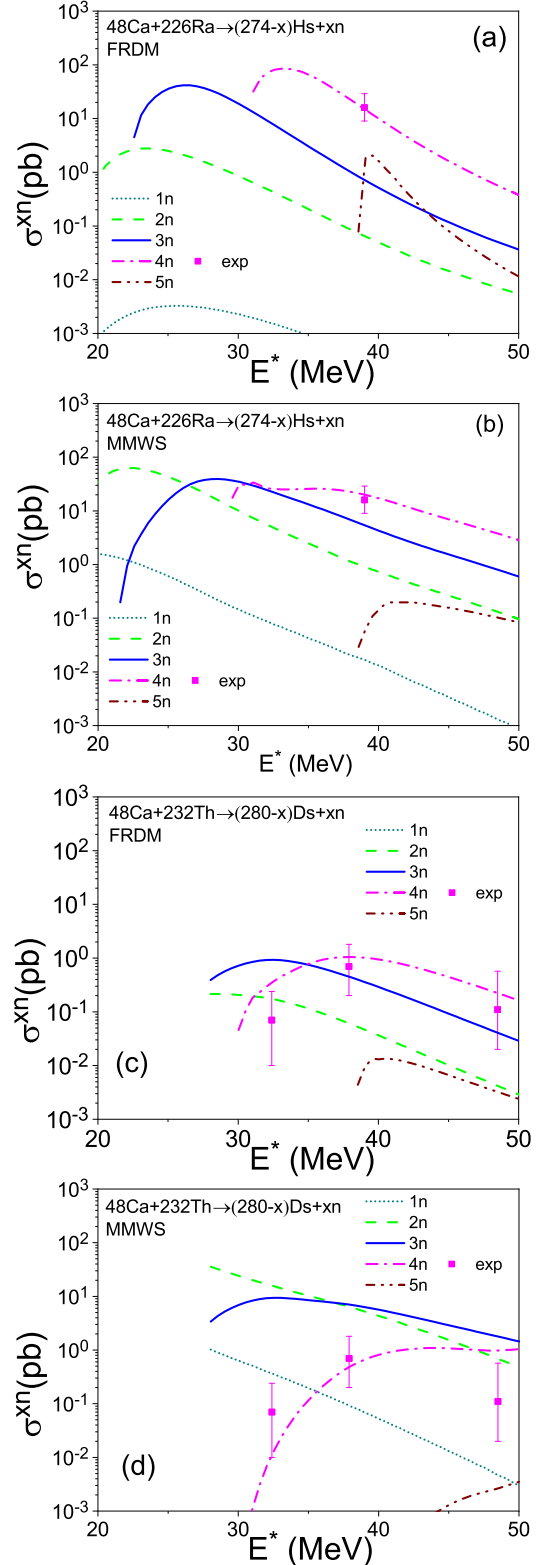 48Ca+226Ra→(274-x)Hs+xn
FRDM
(a)
10³
10²
10¹
10⁰
10⁻¹
10⁻²
10⁻³
σˣⁿ(pb)
1n
2n
3n
4n exp
5n
20 30 40 50
E* (MeV)
48Ca+226Ra→(274-x)Hs+xn
MMWS
(b)
10³
10²
10¹
10⁰
10⁻¹
10⁻²
10⁻³
σˣⁿ(pb)
1n
2n
3n
4n exp
5n
20 30 40 50
E* (MeV)
48Ca+232Th→(280-x)Ds+xn
FRDM
10³
10²
10¹
10⁰
10⁻¹
10⁻²
10⁻³
σˣⁿ(pb)
1n
2n
3n
4n exp
5n
(c)
20 30 40 50
E* (MeV)
48Ca+232Th→(280-x)Ds+xn
MMWS
10³
10²
10¹
10⁰
10⁻¹
10⁻²
10⁻³
σˣⁿ(pb)
1n
2n
3n
4n exp
5n
(d)
20 30 40 50
E* (MeV)